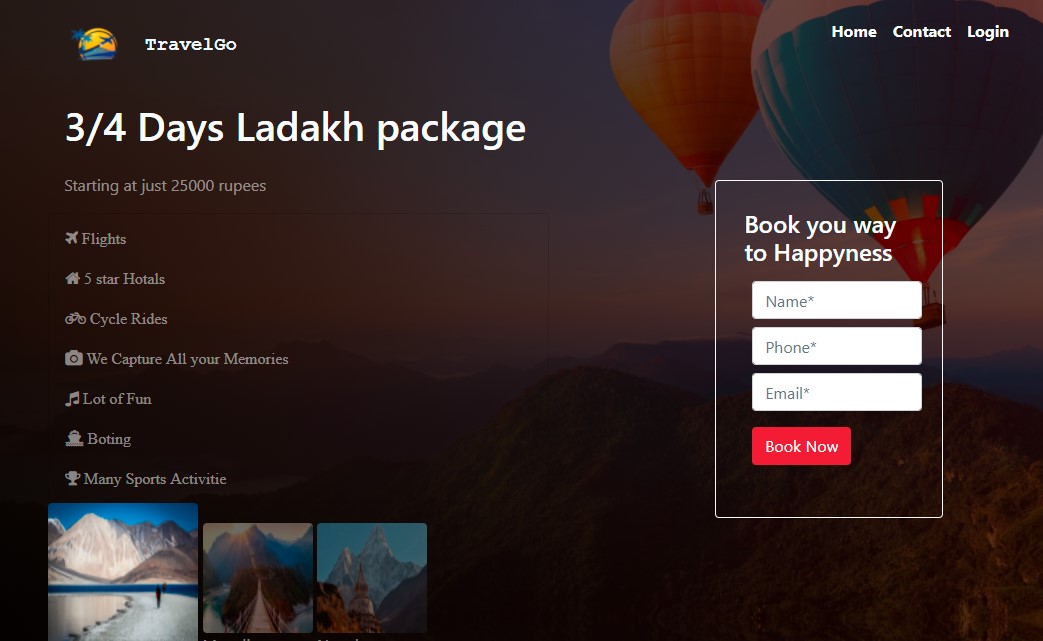 TravelGo
Home Contact Login
3/4 Days Ladakh package
Starting at just 25000 rupees
Flights
5 star Hotals
Cycle Rides
We Capture All your Memories
Lot of Fun
Boting
Many Sports Activitie
Book you way
to Happyness
Name*
Phone*
Email*
Book Now